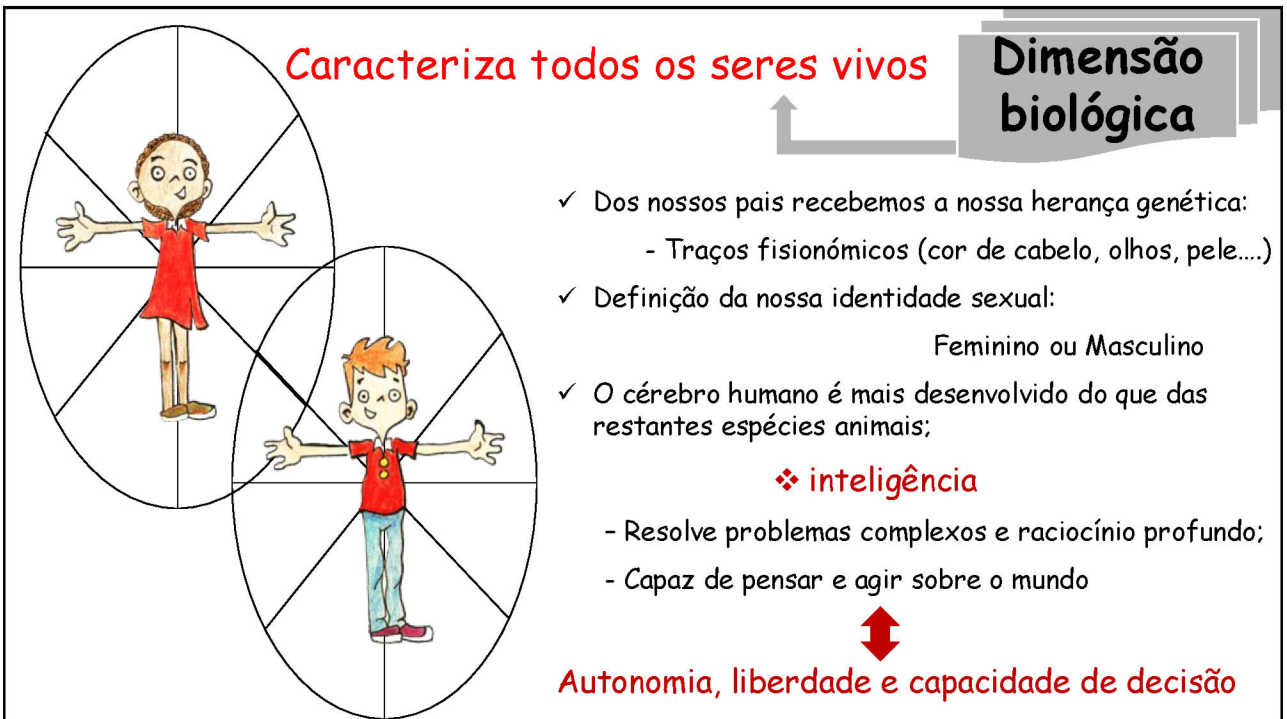 Caracteriza todos os seres vivos
Dimensão
biológica
✓ Dos nossos pais recebemos a nossa herança genética:
- Traços fisionómicos (cor de cabelo, olhos, pele....)
✓ Definição da nossa identidade sexual:
Feminino ou Masculino
✓ O cérebro humano é mais desenvolvido do que das
restantes espécies animais;
❖ inteligência
– Resolve problemas complexos e raciocínio profundo;
- Capaz de pensar e agir sobre o mundo
Autonomia, liberdade e capacidade de decisão